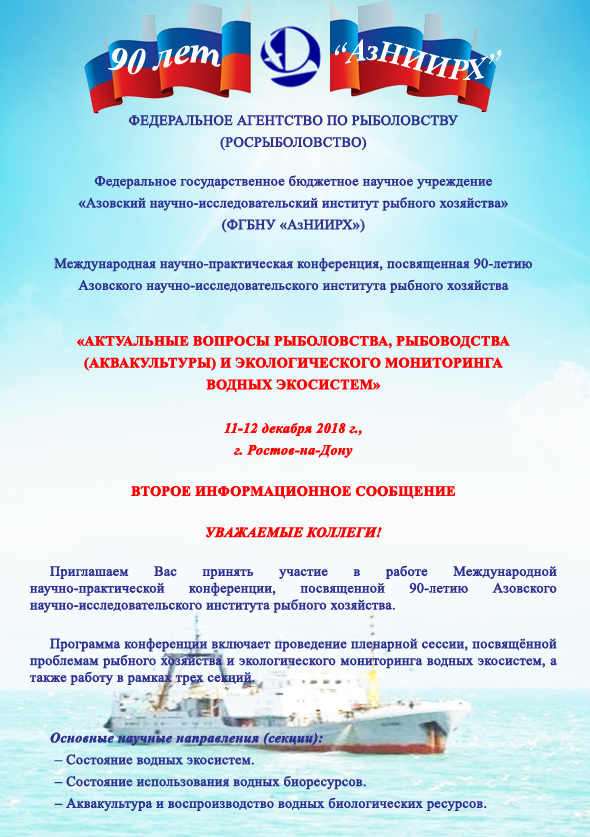 90 лет
“АзНИИРХ”
ФЕДЕРАЛЬНОЕ АГЕНТСТВО ПО РЫБОЛОВСТВУ
(РОСРЫБОЛОВСТВО)
Федеральное государственное бюджетное научное учреждение
«Азовский научно-исследовательский институт рыбного хозяйства»
(ФГБНУ «АзНИИРХ»)
Международная научно-практическая конференция, посвященная 90-летию
Азовского научно-исследовательского института рыбного хозяйства
«АКТУАЛЬНЫЕ ВОПРОСЫ РЫБОЛОВСТВА, РЫБОВОДСТВА
(АКВАКУЛЬТУРЫ) И ЭКОЛОГИЧЕСКОГО МОНИТОРИНГА
ВОДНЫХ ЭКОСИСТЕМ»
11-12 декабря 2018 г.,
г. Ростов-на-Дону
ВТОРОЕ ИНФОРМАЦИОННОЕ СООБЩЕНИЕ
УВАЖАЕМЫЕ КОЛЛЕГИ!
Приглашаем Вас принять участие в работе Международной
научно-практической конференции, посвященной 90-летию Азовского
научно-исследовательского института рыбного хозяйства.
Программа конференции включает проведение пленарной сессии, посвящённой
проблемам рыбного хозяйства и экологического мониторинга водных экосистем, а
также работу в рамках трех секций.
Основные научные направления (секции):
– Состояние водных экосистем.
– Состояние использования водных биоресурсов.
– Аквакультура и воспроизводство водных биологических ресурсов.